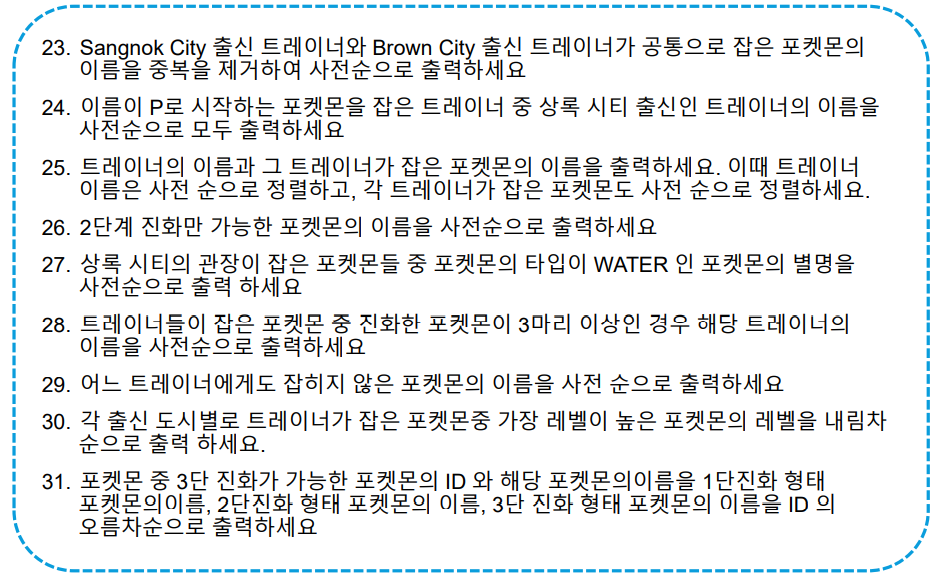 23. Sangnok City 출신 트레이너와 Brown City 출신 트레이너가 공통으로 잡은 포켓몬의
이름을 중복을 제거하여 사전순으로 출력하세요
24. 이름이 P로 시작하는 포켓몬을 잡은 트레이너 중 상록 시티 출신인 트레이너의 이름을
사전순으로 모두 출력하세요
25. 트레이너의 이름과 그 트레이너가 잡은 포켓몬의 이름을 출력하세요. 이때 트레이너
이름은 사전 순으로 정렬하고, 각 트레이너가 잡은 포켓몬도 사전 순으로 정렬하세요.
26. 2단계 진화만 가능한 포켓몬의 이름을 사전순으로 출력하세요
27. 상록 시티의 관장이 잡은 포켓몬들 중 포켓몬의 타입이 WATER 인 포켓몬의 별명을
사전순으로 출력 하세요
28. 트레이너들이 잡은 포켓몬 중 진화한 포켓몬이 3마리 이상인 경우 해당 트레이너의
이름을 사전순으로 출력하세요
29. 어느 트레이너에게도 잡히지 않은 포켓몬의 이름을 사전 순으로 출력하세요
30. 각 출신 도시별로 트레이너가 잡은 포켓몬중 가장 레벨이 높은 포켓몬의 레벨을 내림차
순으로 출력 하세요.
31. 포켓몬 중 3단 진화가 가능한 포켓몬의 ID 와 해당 포켓몬의이름을 1단진화 형태
포켓몬의이름, 2단진화 형태 포켓몬의 이름, 3단 진화 형태 포켓몬의 이름을 ID 의
오름차순으로 출력하세요